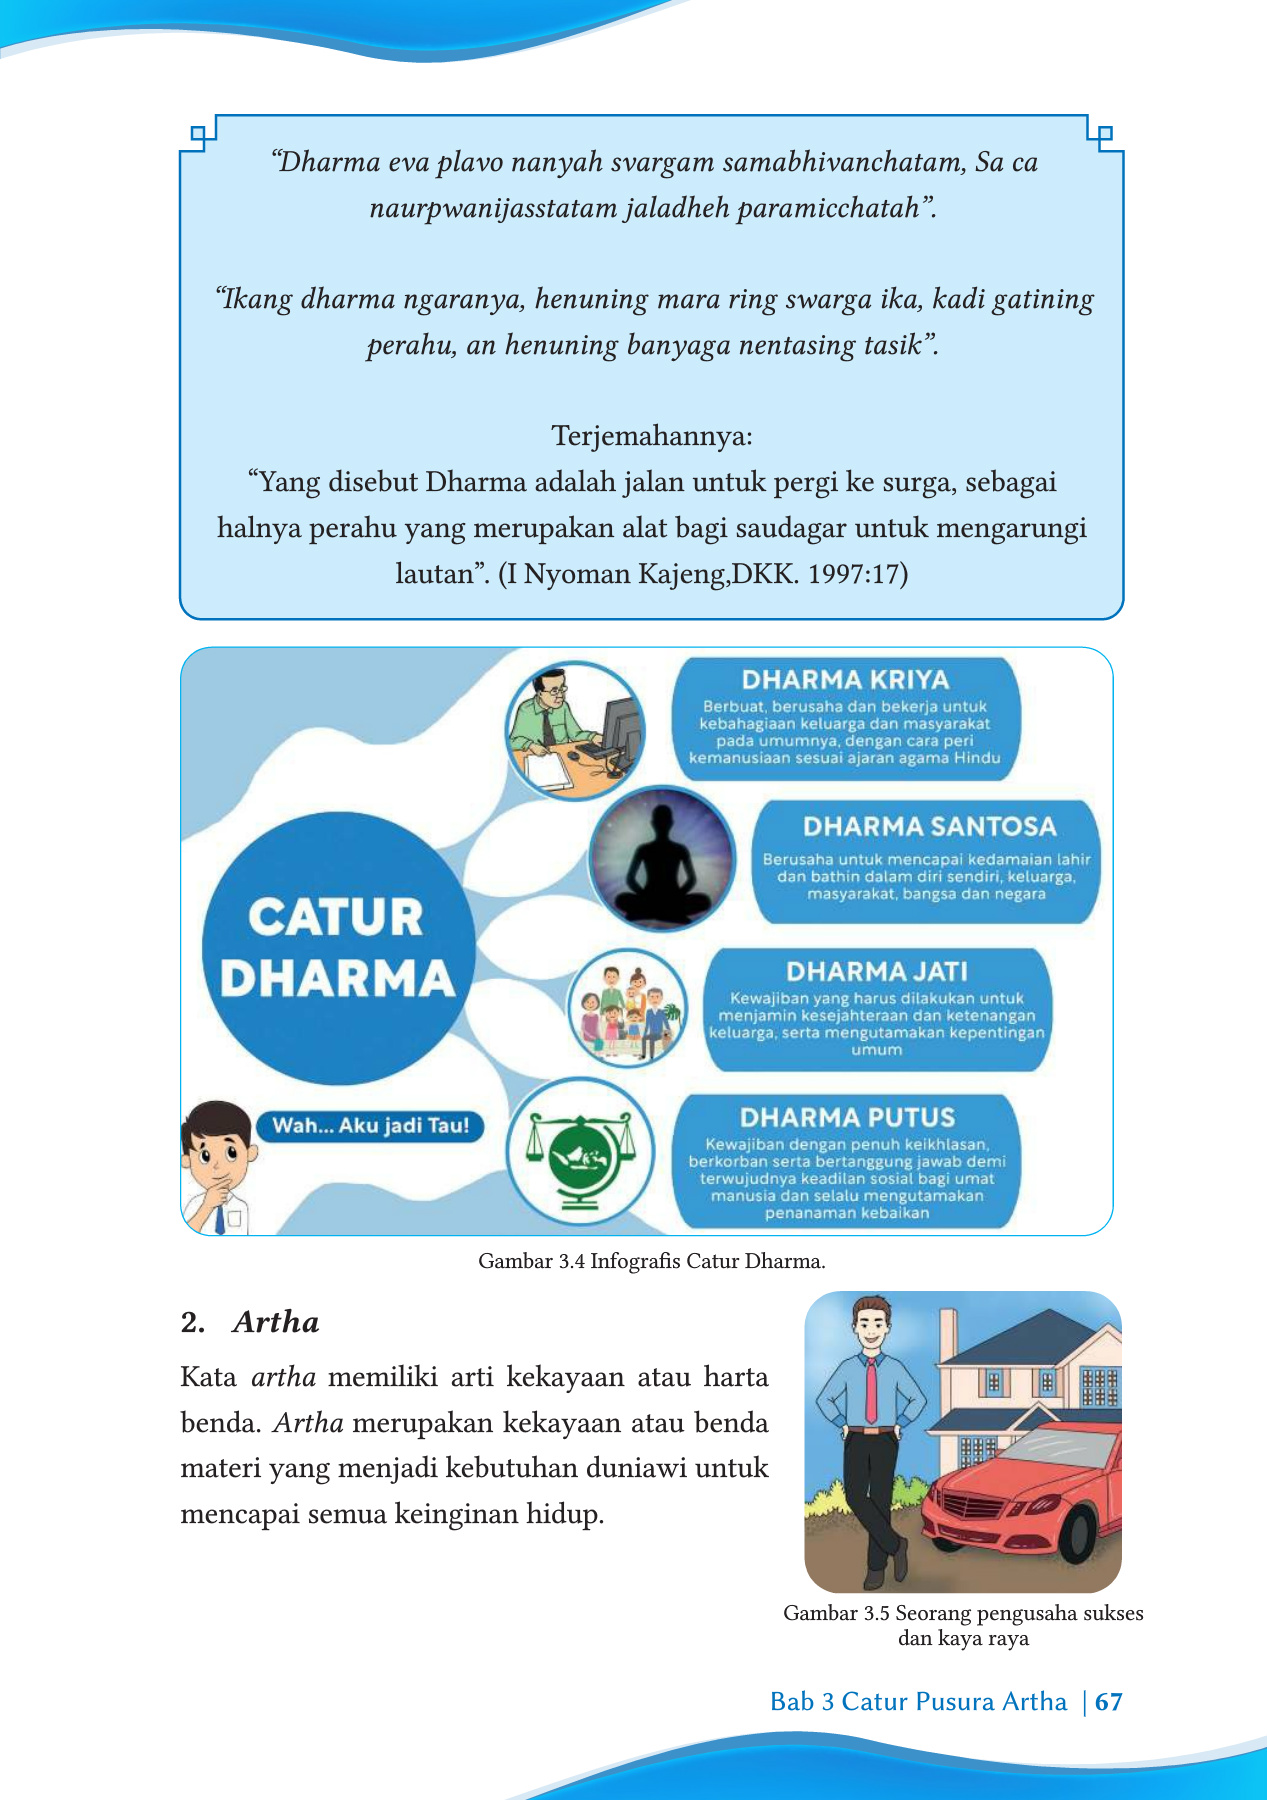 “Dharma eva plavo nanyah svargam samabhivanchatam, Sa ca
naurpwanijasstatam jaladheh paramicchatah”.
“Ikang dharma ngaranya, henuning mara ring swarga ika, kadi gatining
perahu, an henuning banyaga nentasing tasik”.
Terjemahannya:
“Yang disebut Dharma adalah jalan untuk pergi ke surga, sebagai
halnya perahu yang merupakan alat bagi saudagar untuk mengarungi
lautan”. (I Nyoman Kajeng,DKK. 1997:17)
CATUR
DHARMA
Wah... Aku jadi Tau!
DHARMA KRIYA
Berbuat, berusaha dan bekerja untuk
kebahagiaan keluarga dan masyarakat
pada umumnya, dengan cara peri
kemanusiaan sesuai ajaran agama Hindu
DHARMA SANTOSA
Berusaha untuk mencapai kedamaian lahir
dan bathin dalam diri sendiri, keluarga,
masyarakat, bangsa dan negara
DHARMA JATI
Kewajiban yang harus dilakukan untuk
menjamin kesejahteraan dan ketenangan
keluarga, serta mengutamakan kepentingan
umum
DHARMA PUTUS
Kewajiban dengan penuh keikhlasan,
berkorban serta bertanggung jawab demi
terwujudnya keadilan sosial bagi umat
manusia dan selalu mengutamakan
penanaman kebaikan
Gambar 3.4 Infografis Catur Dharma.
2. Artha
Kata artha memiliki arti kekayaan atau harta
benda. Artha merupakan kekayaan atau benda
materi yang menjadi kebutuhan duniawi untuk
mencapai semua keinginan hidup.
Gambar 3.5 Seorang pengusaha sukses
dan kaya raya
Bab 3 Catur Pusura Artha | 67